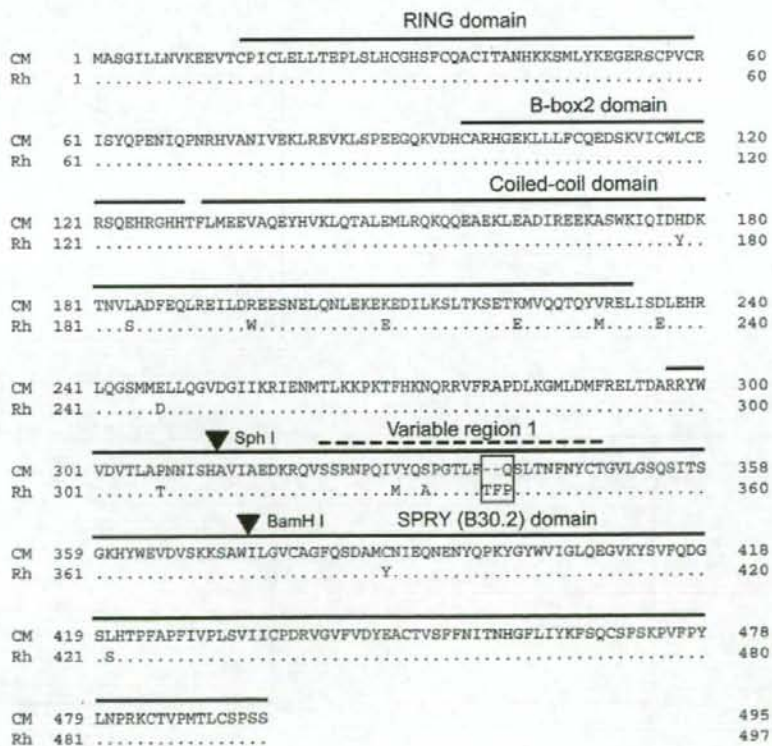 RING domain
CM 1 MASGILLNVKEEVTCPICLELLTEPLSLHCGHSFCQACITANHKKSMLYKEGERSCPVCR 60
Rh 1 ............................................................ 60
B-box2 domain
CM 61 ISYQPENIQPNRHVANIVEKLREVKLSPEEGQKVDHCARHGEKLLLFCQEDSKVICWLCE 120
Rh 61 ............................................................ 120
Coiled-coil domain
CM 121 RSQEHRGHHTFLMEEVAQEYHVKLQTALEMLRQKQQEAEKLEADIREEKASWKIQIDHDK 180
Rh 121 .........................................................Y.. 180
CM 181 TNVLADFEQLREILDREESNELQNLEKEKEDILKSLTKSETKMVQQTQYVRELISDLEHR 240
Rh 181 ...S...........W............E............E.......M.....E.... 240
CM 241 LQGSMMELLQGVDGIIKRIENMTLKKPKTFHKNQRRVFRAPDLKGMLDMFRELTDARRYW 300
Rh 241 ......D..................................................... 300
Sph I Variable region 1
CM 301 VDVTLAPNNISHAVIAEDKRQVSSRNPQIVYQSPGTLF--QSLTNFNYCTGVLGSQSITS 358
Rh 301 ......T......................M..A.....TFP................... 360
BamH I SPRY (B30.2) domain
CM 359 GKHYWEVDVSKKSAWILGVCAGFQSDAMCNIEQNENYQPKYGYWVIGLQEGVKYSVFQDG 418
Rh 361 ............................Y............................... 420
CM 419 SLHTPFAPFIVPLSVIICPDRVGVFVDYEACTVSFFNITNHGFLIYKFSQCSFSKPVFPY 478
Rh 421 .S.......................................................... 480
CM 479 LNPRKCTVPMTLCSPSS 495
Rh 481 ................. 497